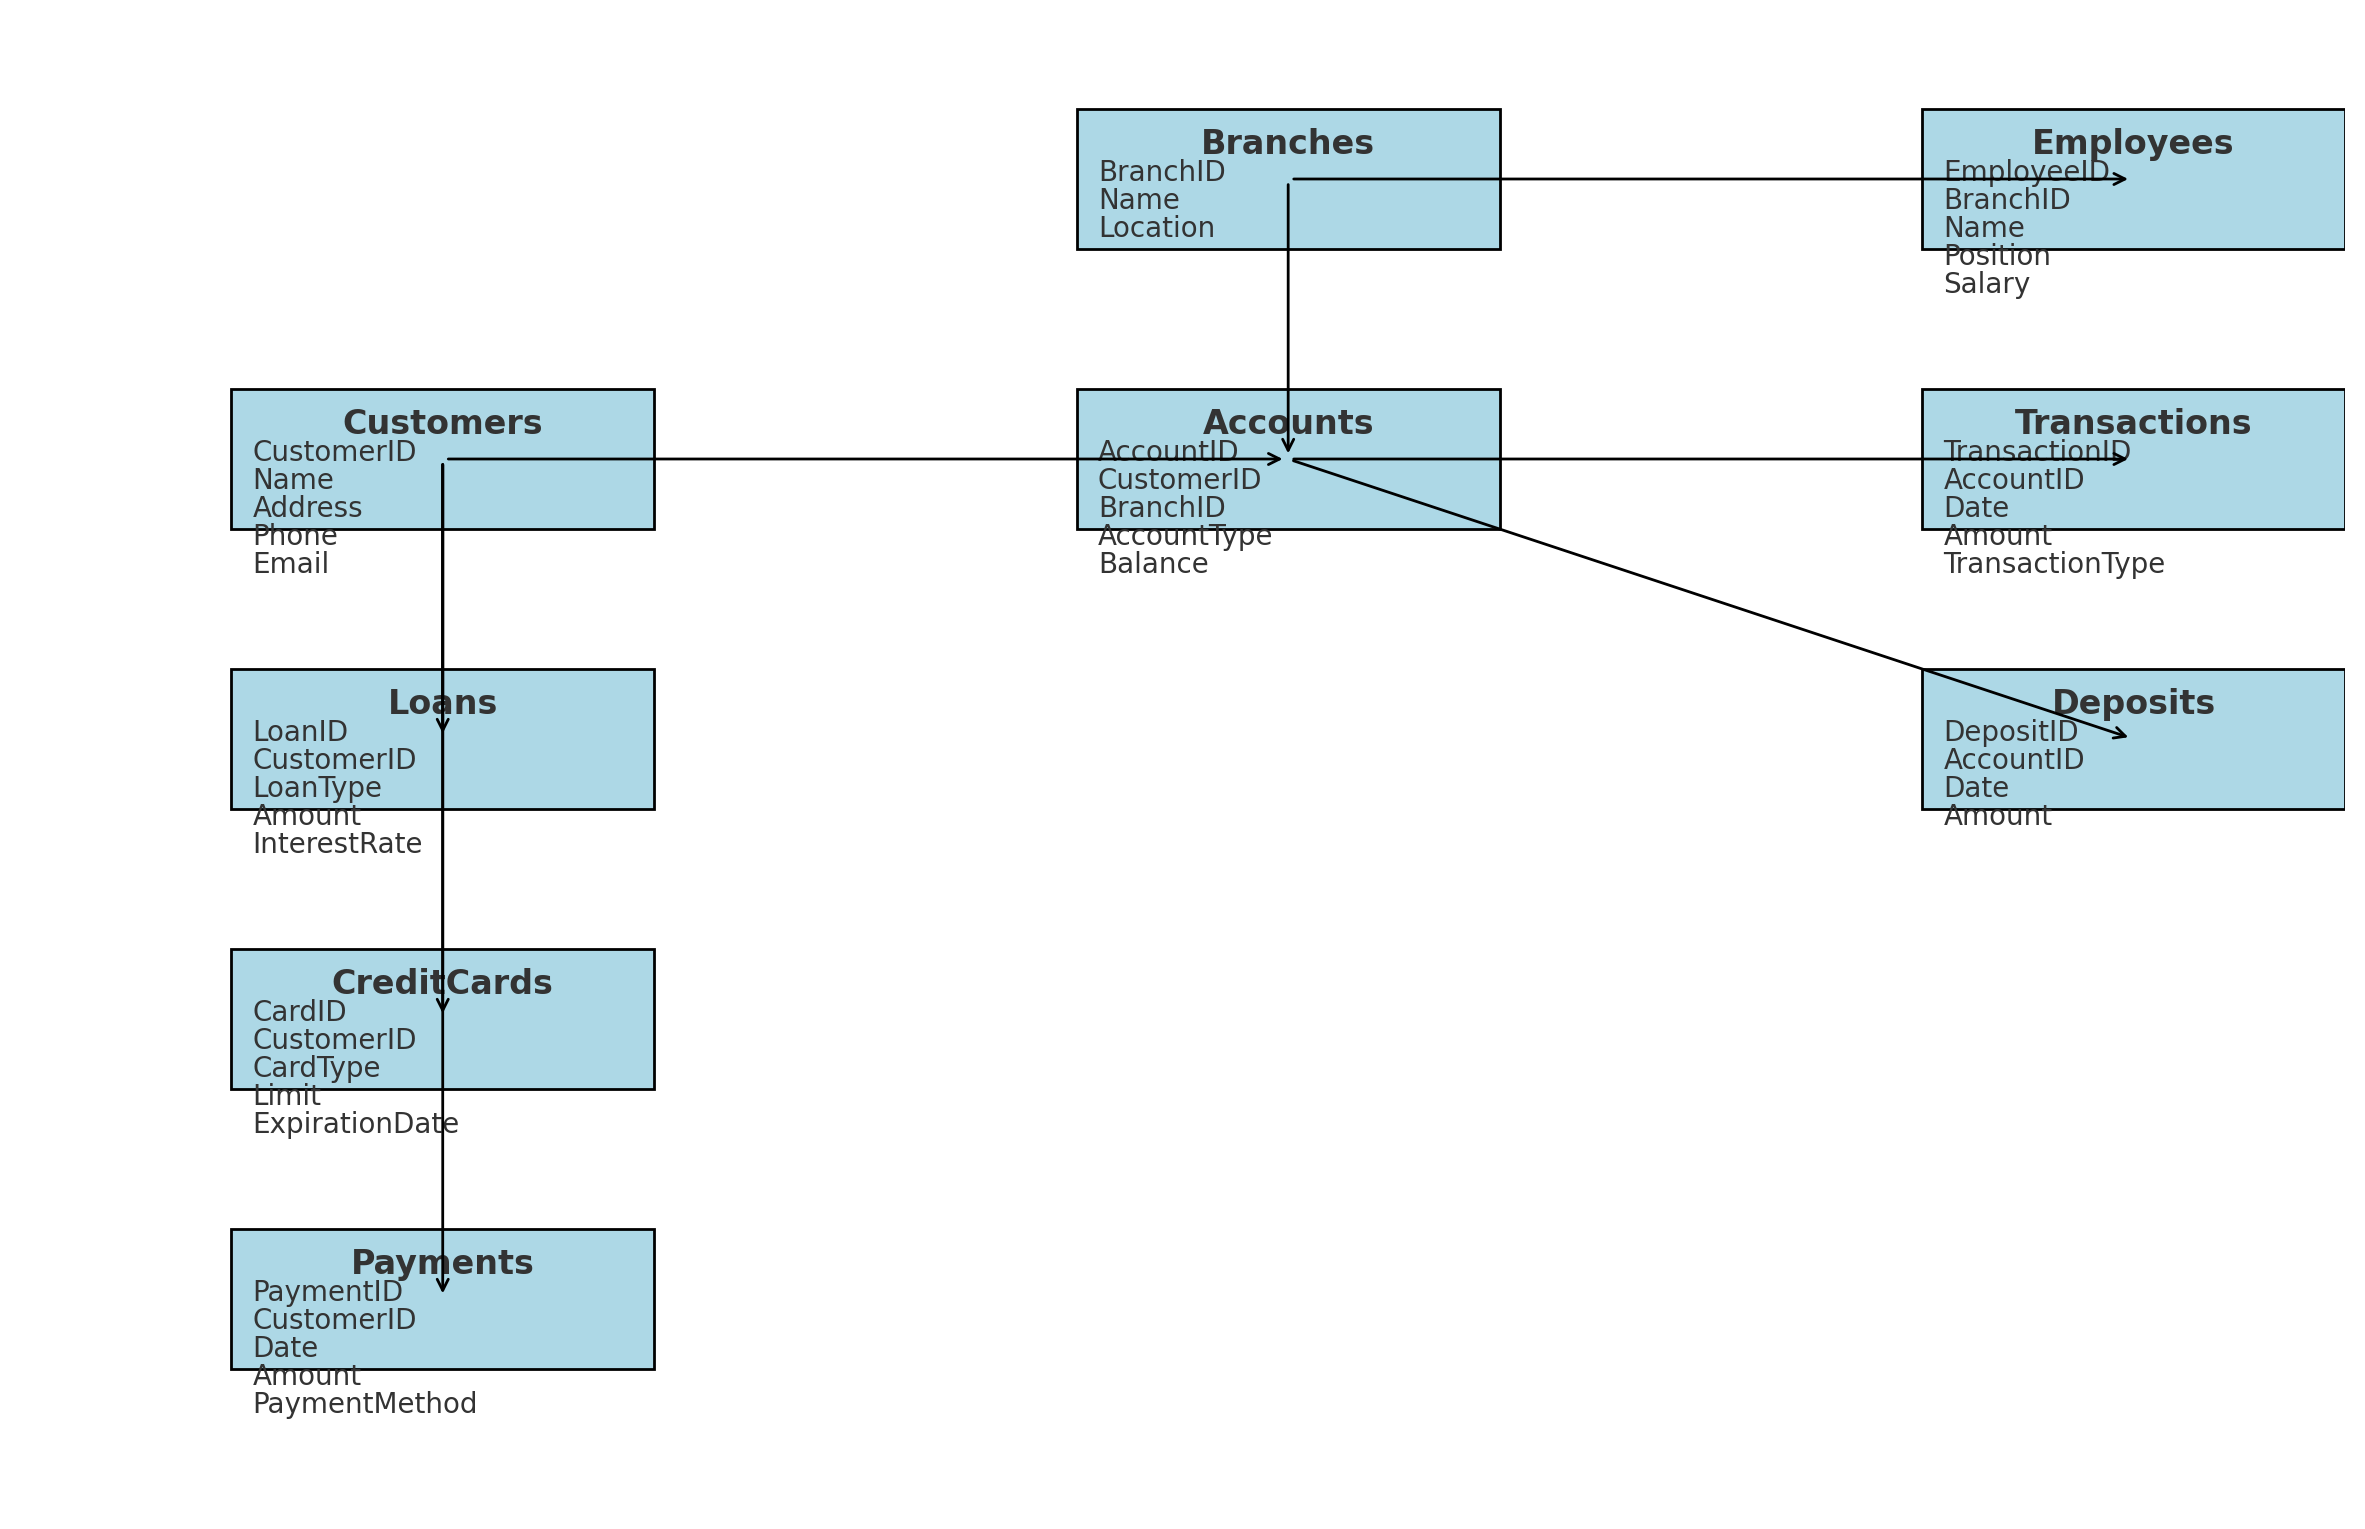 Branches
BranchID
Name
Location
Employees
EmployeeID
BranchID
Name
Position
Salary
Customers
CustomerID
Name
Address
Phone
Email
Accounts
AccountID
CustomerID
BranchID
AccountType
Balance
Transactions
TransactionID
AccountID
Date
Amount
TransactionType
Loans
LoanID
CustomerID
LoanType
Amount
InterestRate
Deposits
DepositID
AccountID
Date
Amount
CreditCards
CardID
CustomerID
CardType
Limit
ExpirationDate
Payments
PaymentID
CustomerID
Date
Amount
PaymentMethod